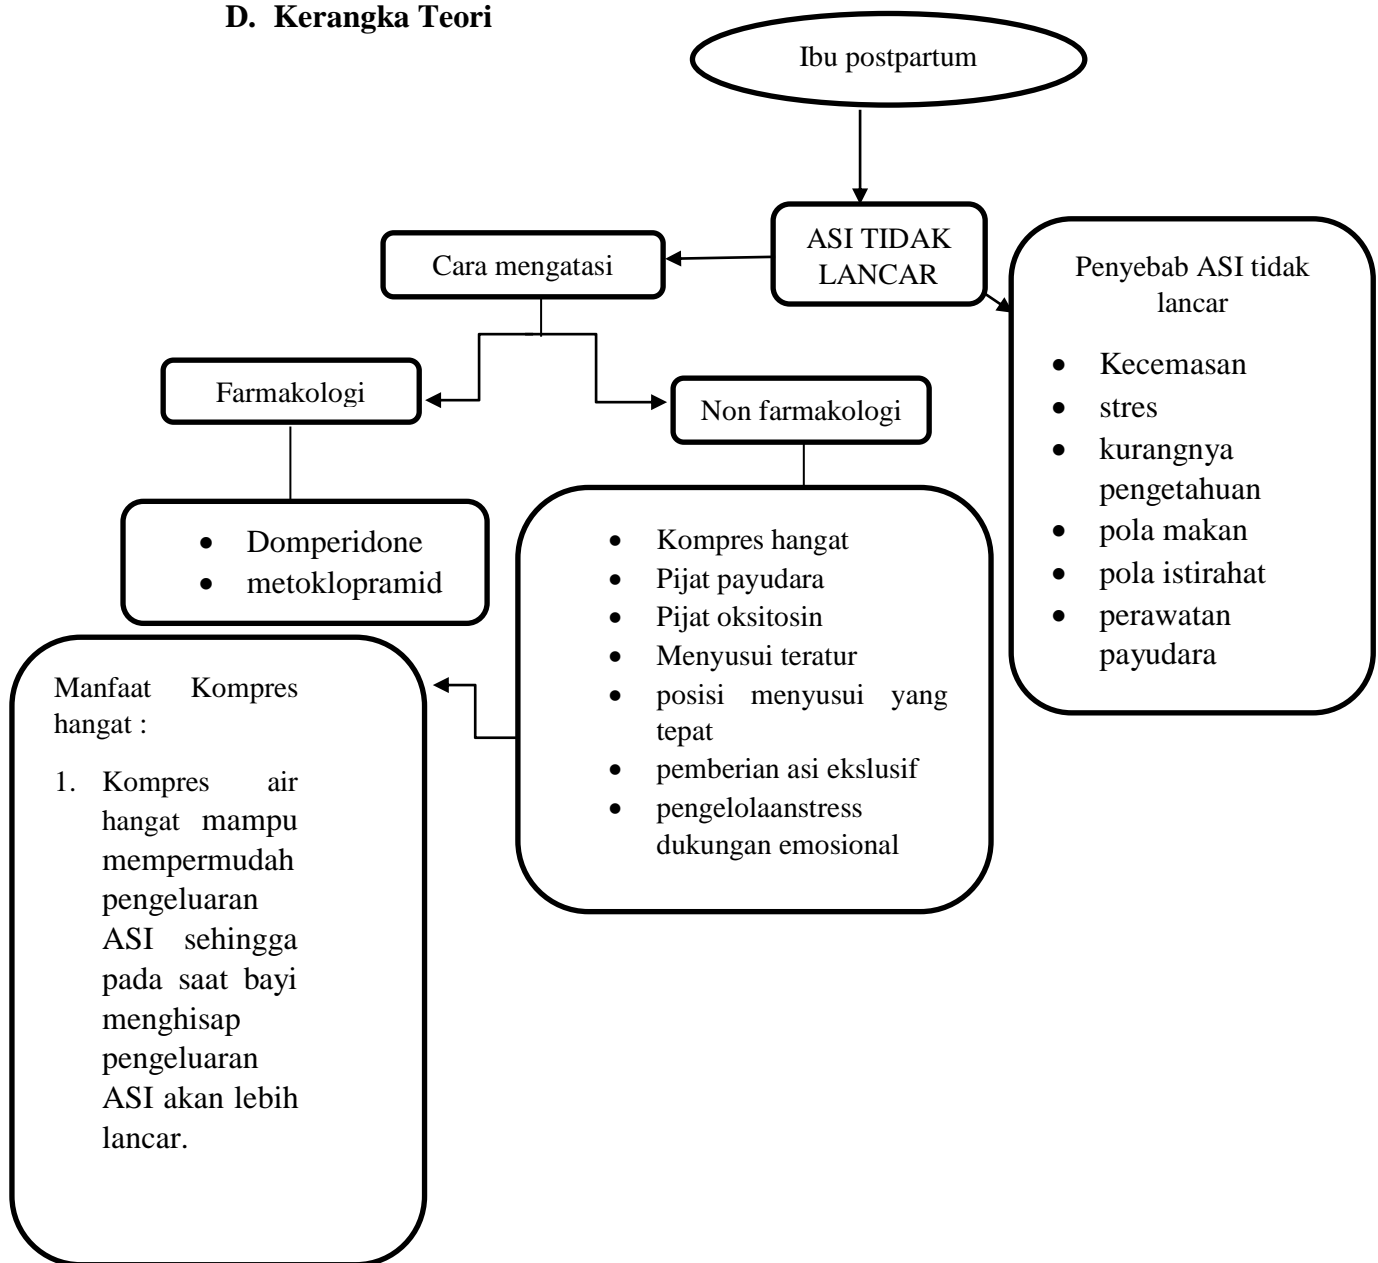 D. Kerangka Teori
Ibu postpartum
ASI TIDAK
LANCAR
Cara mengatasi
Penyebab ASI tidak
lancar
• Kecemasan
• stres
• kurangnya
pengetahuan
• pola makan
• pola istirahat
• perawatan
payudara
Farmakologi
Non farmakologi
• Domperidone
• metoklopramid
• Kompres hangat
• Pijat payudara
• Pijat oksitosin
• Menyusui teratur
• posisi menyusui yang
tepat
• pemberian asi ekslusif
• pengelolaanstress
dukungan emosional
Manfaat Kompres
hangat :
1. Kompres air
hangat mampu
mempermudah
pengeluaran
ASI sehingga
pada saat bayi
menghisap
pengeluaran
ASI akan lebih
lancar.